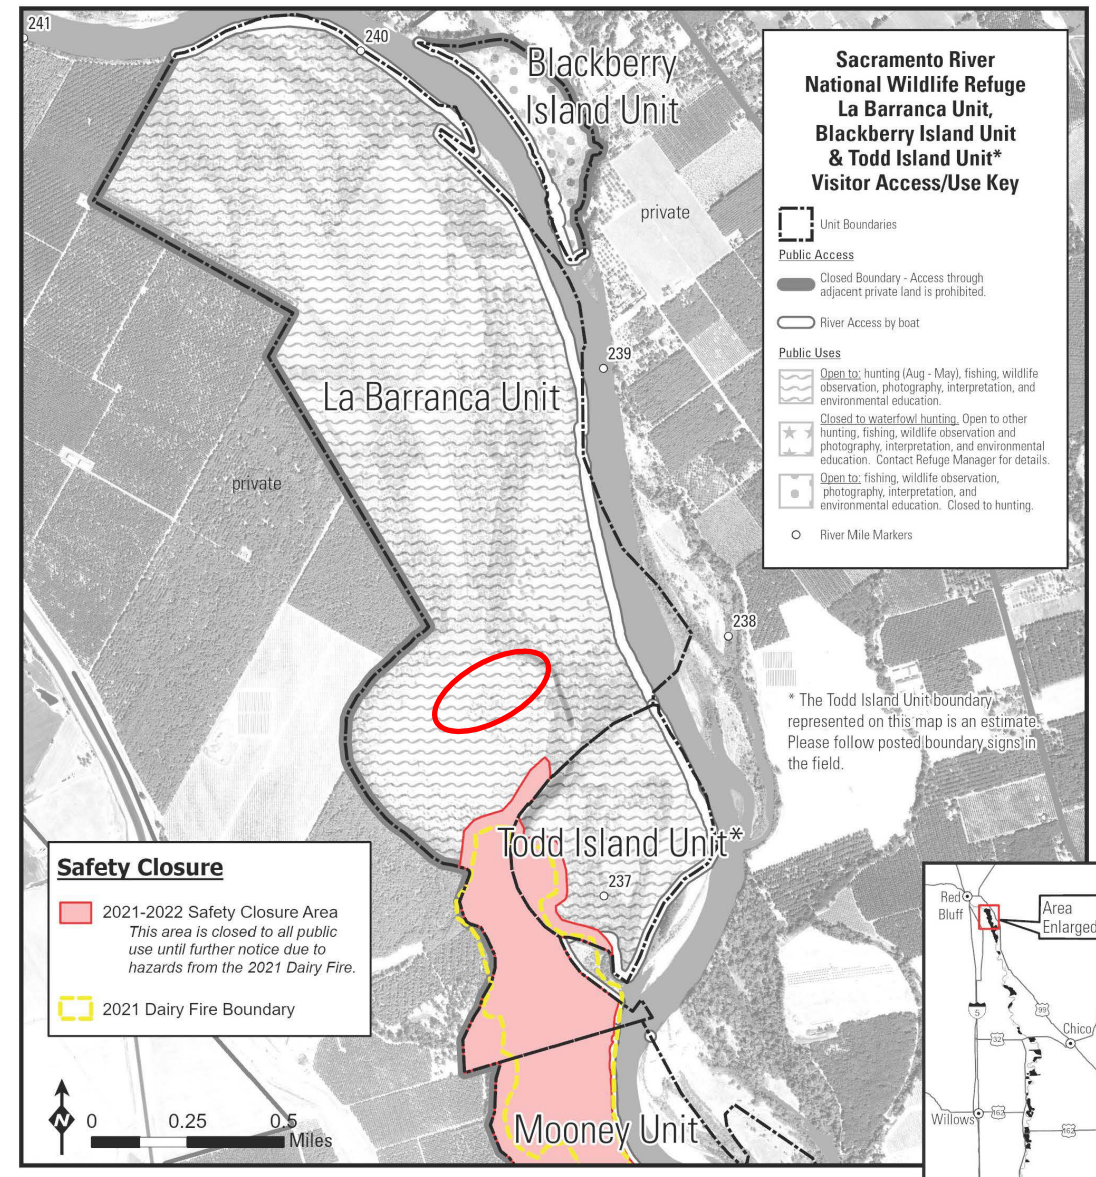 241
240
Blackberry
Island Unit
private
239
La Barranca Unit
private
238
* The Todd Island Unit boundary
represented on this map is an estimate.
Please follow posted boundary signs in
the field.
Todd Island Unit*
237
Mooney Unit
Sacramento River
National Wildlife Refuge
La Barranca Unit,
Blackberry Island Unit
& Todd Island Unit*
Visitor Access/Use Key
Unit Boundaries
Public Access
Closed Boundary - Access through
adjacent private land is prohibited.
River Access by boat
Public Uses
Open to: hunting (Aug - May), fishing, wildlife
observation, photography, interpretation, and
environmental education.
Closed to waterfowl hunting. Open to other
hunting, fishing, wildlife observation and
photography, interpretation, and environmental
education. Contact Refuge Manager for details.
Open to: fishing, wildlife observation,
photography, interpretation, and
environmental education. Closed to hunting.
River Mile Markers
Safety Closure
2021-2022 Safety Closure Area
This area is closed to all public
use until further notice due to
hazards from the 2021 Dairy Fire.
2021 Dairy Fire Boundary
N
0 0.25 0.5
Miles
Red
Bluff
Area
Enlarged
5
99
32
Chico
Willows
162
162